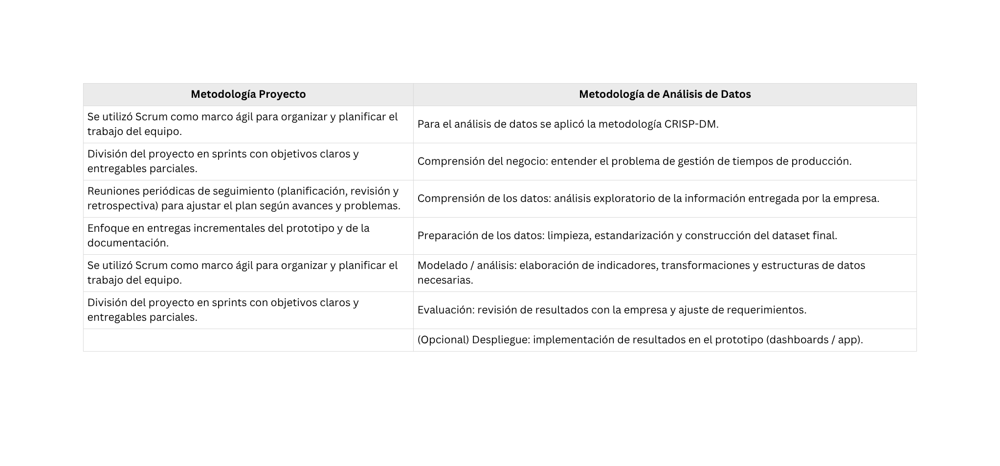 Metodología Proyecto
Metodología de Análisis de Datos
Se utilizó Scrum como marco ágil para organizar y planificar el
trabajo del equipo.
Para el análisis de datos se aplicó la metodología CRISP-DM.
División del proyecto en sprints con objetivos claros y
entregables parciales.
Comprensión del negocio: entender el problema de gestión de tiempos de producción.
Reuniones periódicas de seguimiento (planificación, revisión y
retrospectiva) para ajustar el plan según avances y problemas.
Comprensión de los datos: análisis exploratorio de la información entregada por la empresa.
Enfoque en entregas incrementales del prototipo y de la
documentación.
Preparación de los datos: limpieza, estandarización y construcción del dataset final.
Se utilizó Scrum como marco ágil para organizar y planificar el
trabajo del equipo.
Modelado / análisis: elaboración de indicadores, transformaciones y estructuras de datos
necesarias.
División del proyecto en sprints con objetivos claros y
entregables parciales.
Evaluación: revisión de resultados con la empresa y ajuste de requerimientos.
(Opcional) Despliegue: implementación de resultados en el prototipo (dashboards / app).